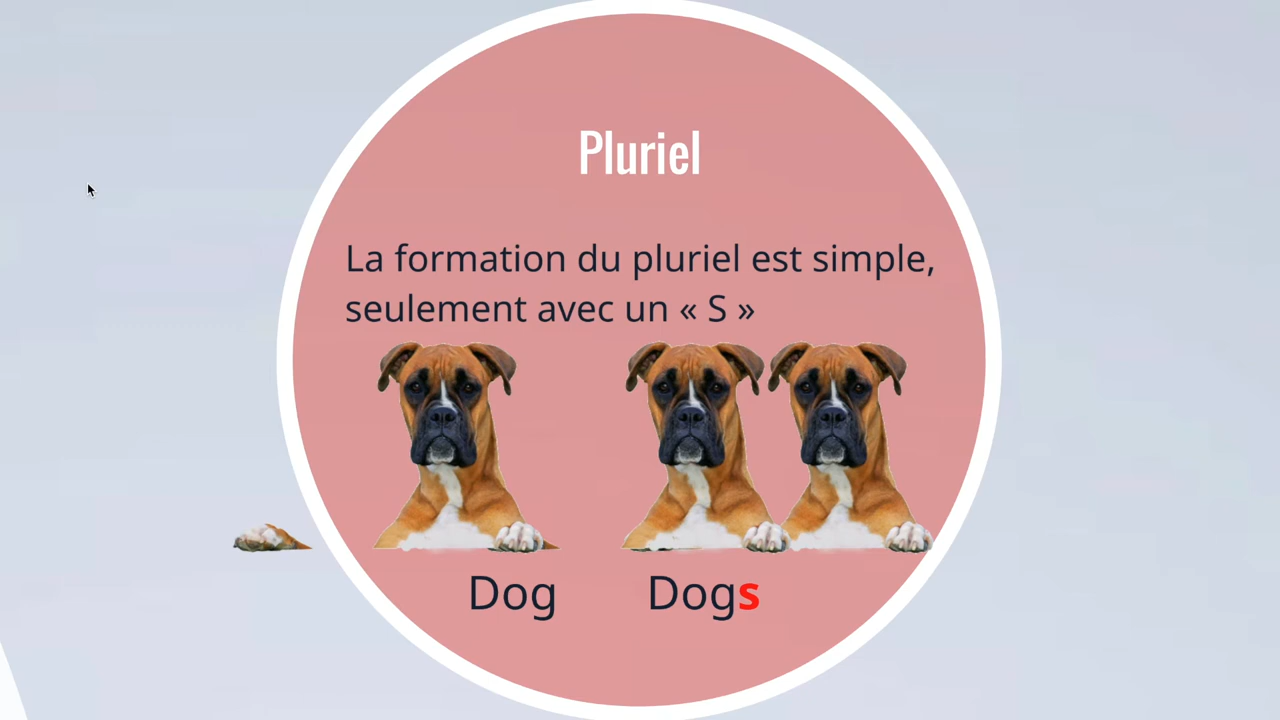 Pluriel
La formation du pluriel est simple,
seulement avec un « S »
Dog Dogs